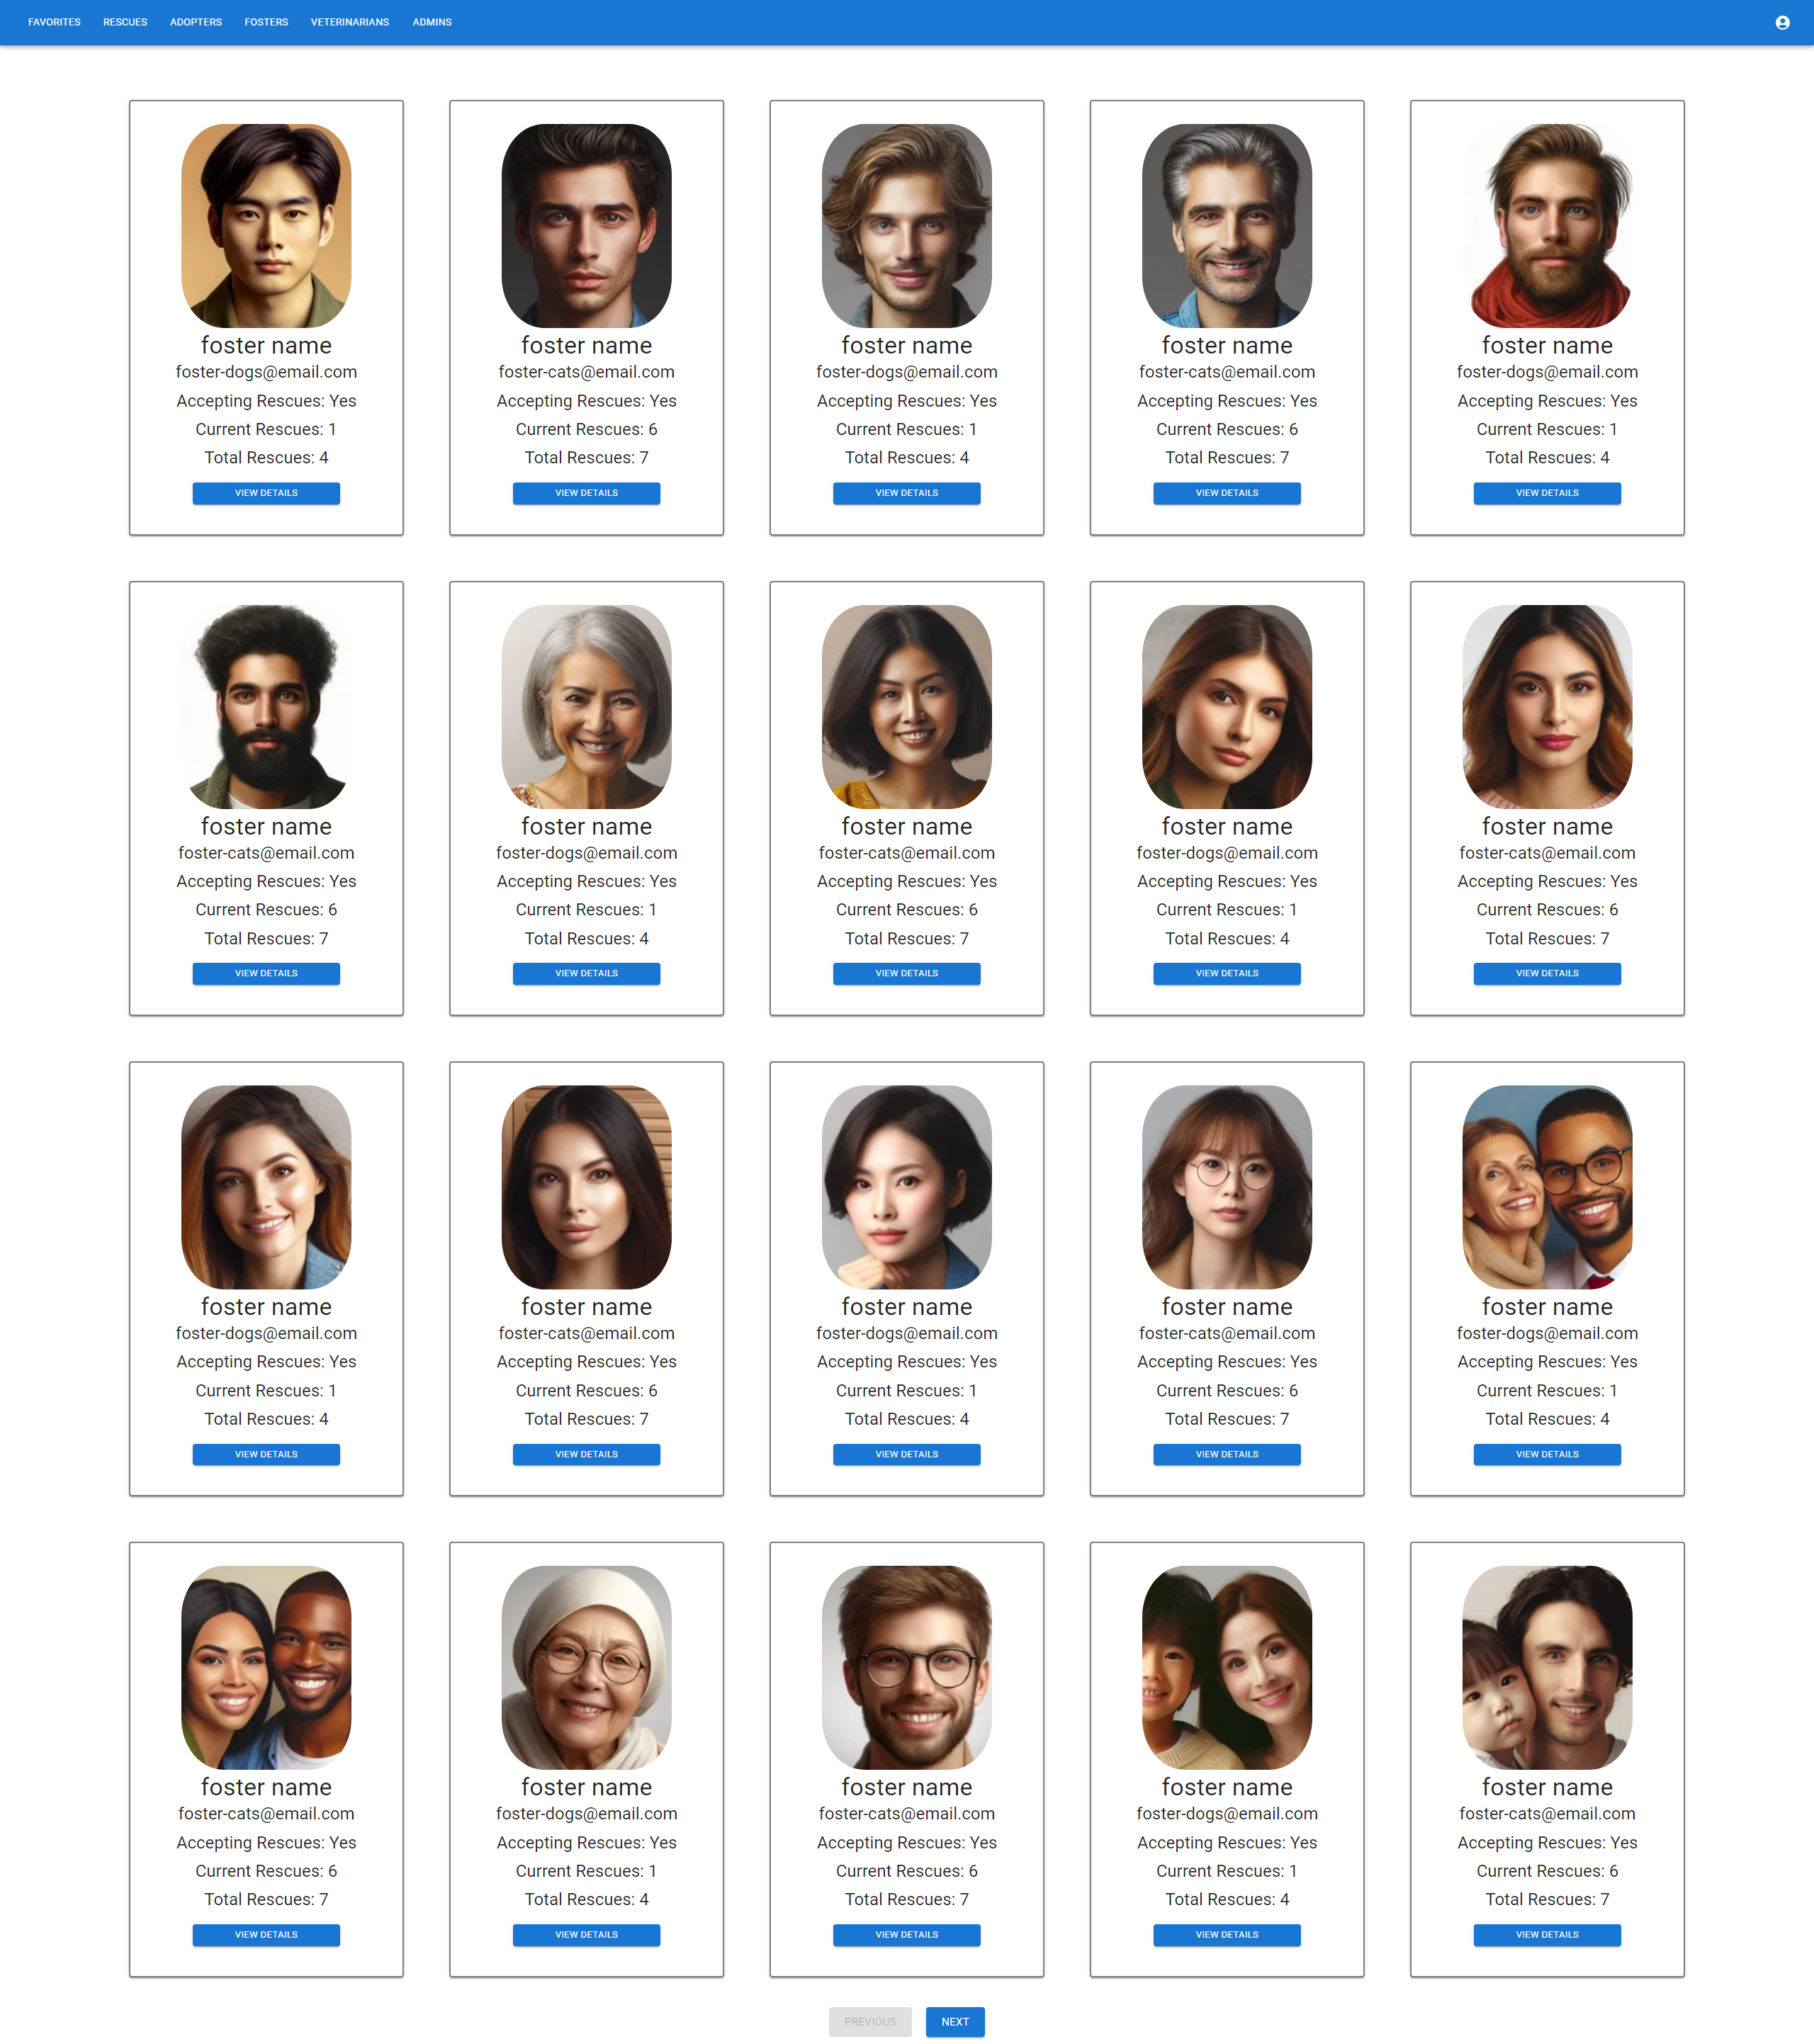 FAVORITES RESCUES ADOPTERS FOSTERS VETERINARIANS ADMINS
foster name foster name foster name foster name foster name
foster-dogs@email.com foster-cats@email.com foster-dogs@email.com foster-cats@email.com foster-dogs@email.com
Accepting Rescues: Yes Accepting Rescues: Yes Accepting Rescues: Yes Accepting Rescues: Yes Accepting Rescues: Yes
Current Rescues: 1 Current Rescues: 6 Current Rescues: 1 Current Rescues: 6 Current Rescues: 1
Total Rescues: 4 Total Rescues: 7 Total Rescues: 4 Total Rescues: 7 Total Rescues: 4
VIEW DETAILS VIEW DETAILS VIEW DETAILS VIEW DETAILS VIEW DETAILS
foster name foster name foster name foster name foster name
foster-cats@email.com foster-dogs@email.com foster-cats@email.com foster-dogs@email.com foster-cats@email.com
Accepting Rescues: Yes Accepting Rescues: Yes Accepting Rescues: Yes Accepting Rescues: Yes Accepting Rescues: Yes
Current Rescues: 6 Current Rescues: 1 Current Rescues: 6 Current Rescues: 1 Current Rescues: 6
Total Rescues: 7 Total Rescues: 4 Total Rescues: 7 Total Rescues: 4 Total Rescues: 7
VIEW DETAILS VIEW DETAILS VIEW DETAILS VIEW DETAILS VIEW DETAILS
foster name foster name foster name foster name foster name
foster-dogs@email.com foster-cats@email.com foster-dogs@email.com foster-cats@email.com foster-dogs@email.com
Accepting Rescues: Yes Accepting Rescues: Yes Accepting Rescues: Yes Accepting Rescues: Yes Accepting Rescues: Yes
Current Rescues: 1 Current Rescues: 6 Current Rescues: 1 Current Rescues: 6 Current Rescues: 1
Total Rescues: 4 Total Rescues: 7 Total Rescues: 4 Total Rescues: 7 Total Rescues: 4
VIEW DETAILS VIEW DETAILS VIEW DETAILS VIEW DETAILS VIEW DETAILS
foster name foster name foster name foster name foster name
foster-cats@email.com foster-dogs@email.com foster-cats@email.com foster-dogs@email.com foster-cats@email.com
Accepting Rescues: Yes Accepting Rescues: Yes Accepting Rescues: Yes Accepting Rescues: Yes Accepting Rescues: Yes
Current Rescues: 6 Current Rescues: 1 Current Rescues: 6 Current Rescues: 1 Current Rescues: 6
Total Rescues: 7 Total Rescues: 4 Total Rescues: 7 Total Rescues: 4 Total Rescues: 7
VIEW DETAILS VIEW DETAILS VIEW DETAILS VIEW DETAILS VIEW DETAILS
PREVIOUS NEXT